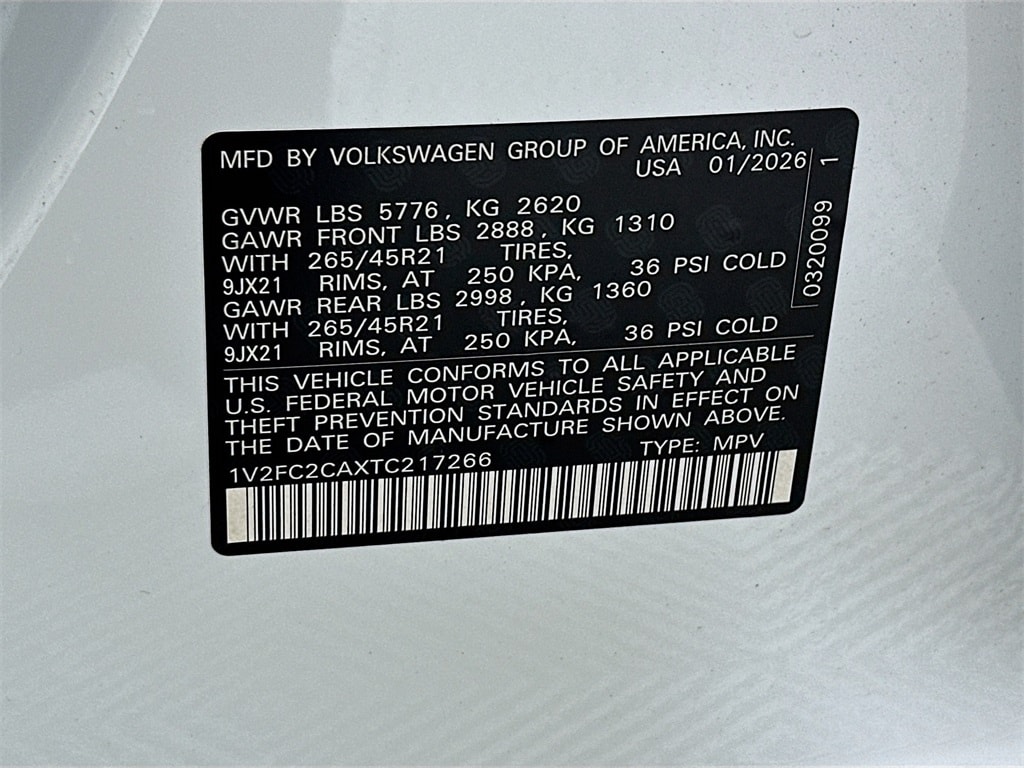 MFD BY VOLKSWAGEN GROUP OF AMERICA, INC.
USA 01/2026
GVWR LBS 5776, KG 2620
GAWR FRONT LBS 2888, KG 1310
WITH 265/45R21 TIRES,
9JX21 RIMS, AT 250 KPA, 36 PSI COLD
GAWR REAR LBS 2998, KG 1360
WITH 265/45R21 TIRES,
9JX21 RIMS, AT 250 KPA, 36 PSI COLD
THIS VEHICLE CONFORMS TO ALL APPLICABLE
U.S. FEDERAL MOTOR VEHICLE SAFETY AND
THEFT PREVENTION STANDARDS IN EFFECT ON
THE DATE OF MANUFACTURE SHOWN ABOVE.
1V2FC2CAXTC217266 TYPE: MPV
0320099 1